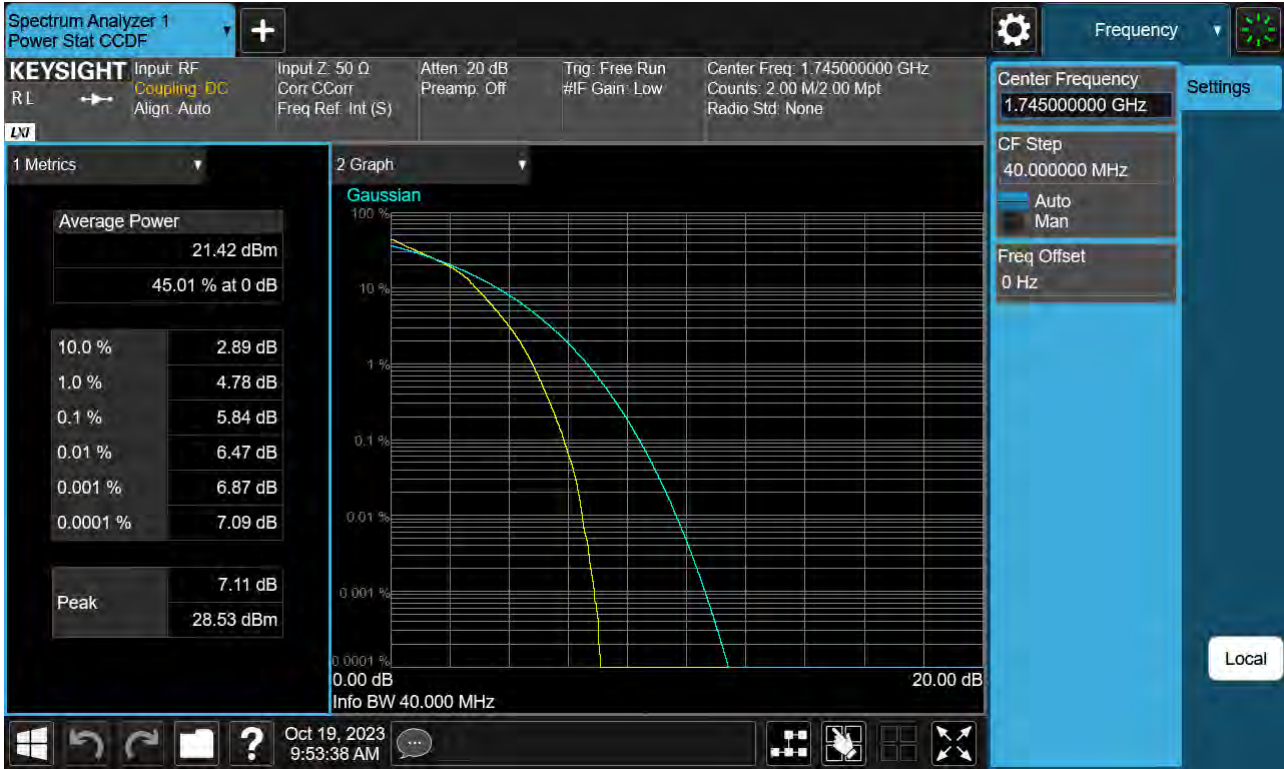 Spectrum Analyzer 1
Power Stat CCDF
+
Frequency
KEYSIGHT
RL
LXI
Input: RF
Coupling: DC
Align: Auto
Input Z: 50 Ω
Corr CCorr
Freq Ref: Int (S)
Atten: 20 dB
Preamp: Off
Trig: Free Run
#IF Gain: Low
Center Freq: 1.745000000 GHz
Counts: 2.00 M/2.00 Mpt
Radio Std: None
Center Frequency
1.745000000 GHz
Settings
CF Step
40.000000 MHz
Auto
Man
Freq Offset
0 Hz
Local
1 Metrics
Average Power
21.42 dBm
45.01 % at 0 dB
10.0 % 2.89 dB
1.0 % 4.78 dB
0.1 % 5.84 dB
0.01 % 6.47 dB
0.001 % 6.87 dB
0.0001 % 7.09 dB
Peak
7.11 dB
28.53 dBm
2 Graph
Gaussian
100 %
10 %
1 %
0.1 %
0.01 %
0.001 %
0.0001 %
0.00 dB 20.00 dB
Info BW 40.000 MHz
?
Oct 19, 2023
9:53:38 AM